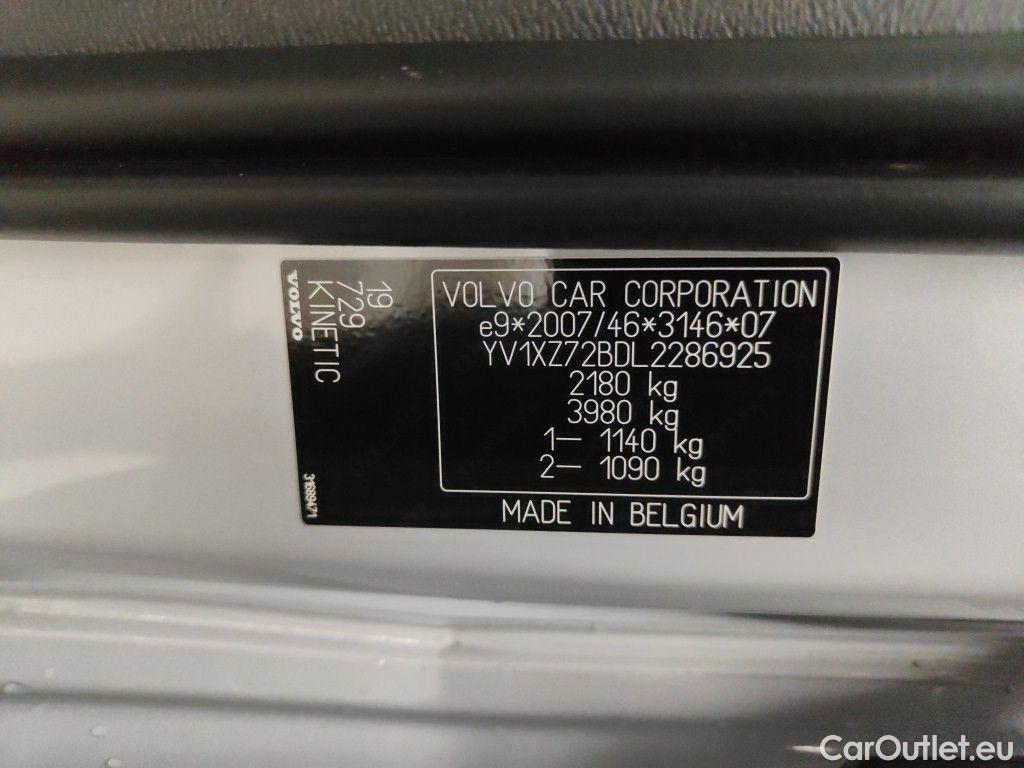 VOLVO CAR CORPORATION
e9*2007/46*3146*07
YV1XZ72BDL2286925
2180 kg
3980 kg
1— 1140 kg
2— 1090 kg
MADE IN BELGIUM
19
729
KINETIC
VOLVO
31689471
CarOutlet.eu